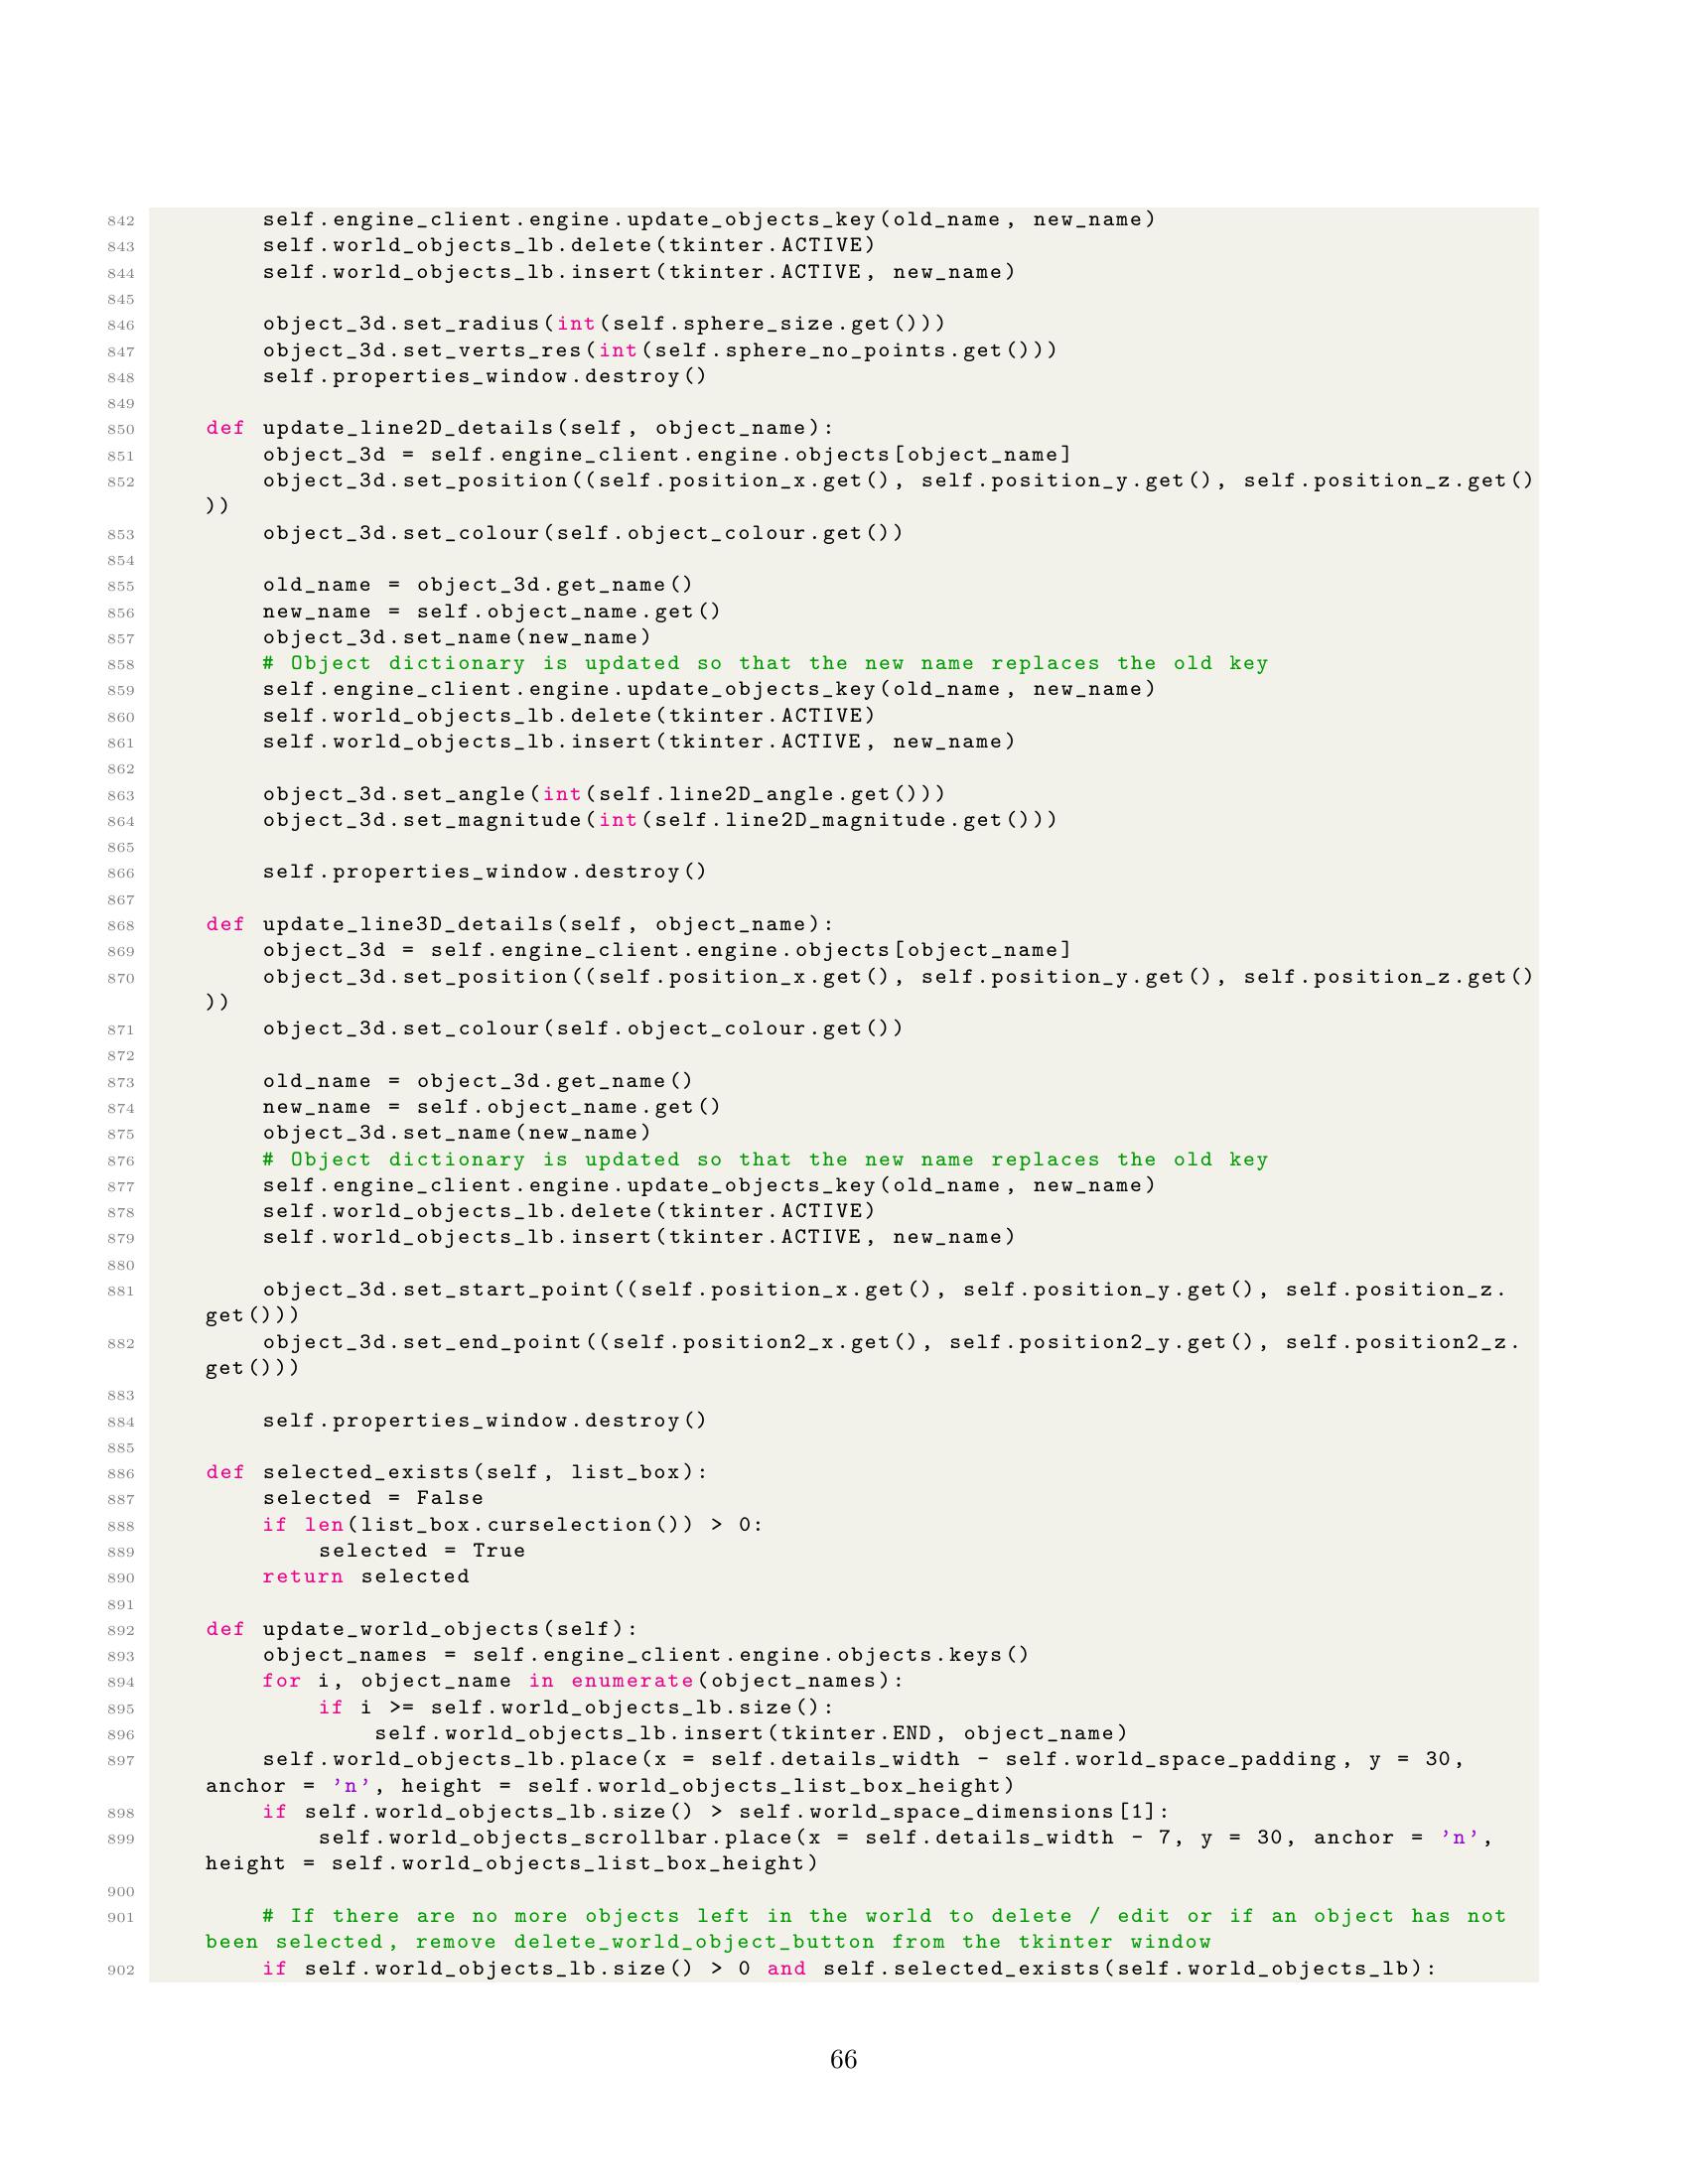 842         self.engine_client.engine.update_objects_key(old_name, new_name)
843         self.world_objects_lb.delete(tkinter.ACTIVE)
844         self.world_objects_lb.insert(tkinter.ACTIVE, new_name)
845
846         object_3d.set_radius(int(self.sphere_size.get()))
847         object_3d.set_verts_res(int(self.sphere_no_points.get()))
848         self.properties_window.destroy()
849
850     def update_line2D_details(self, object_name):
851         object_3d = self.engine_client.engine.objects[object_name]
852         object_3d.set_position((self.position_x.get(), self.position_y.get(), self.position_z.get()
    ))
853         object_3d.set_colour(self.object_colour.get())
854
855         old_name = object_3d.get_name()
856         new_name = self.object_name.get()
857         object_3d.set_name(new_name)
858         # Object dictionary is updated so that the new name replaces the old key
859         self.engine_client.engine.update_objects_key(old_name, new_name)
860         self.world_objects_lb.delete(tkinter.ACTIVE)
861         self.world_objects_lb.insert(tkinter.ACTIVE, new_name)
862
863         object_3d.set_angle(int(self.line2D_angle.get()))
864         object_3d.set_magnitude(int(self.line2D_magnitude.get()))
865
866         self.properties_window.destroy()
867
868     def update_line3D_details(self, object_name):
869         object_3d = self.engine_client.engine.objects[object_name]
870         object_3d.set_position((self.position_x.get(), self.position_y.get(), self.position_z.get()
    ))
871         object_3d.set_colour(self.object_colour.get())
872
873         old_name = object_3d.get_name()
874         new_name = self.object_name.get()
875         object_3d.set_name(new_name)
876         # Object dictionary is updated so that the new name replaces the old key
877         self.engine_client.engine.update_objects_key(old_name, new_name)
878         self.world_objects_lb.delete(tkinter.ACTIVE)
879         self.world_objects_lb.insert(tkinter.ACTIVE, new_name)
880
881         object_3d.set_start_point((self.position_x.get(), self.position_y.get(), self.position_z.
    get()))
882         object_3d.set_end_point((self.position2_x.get(), self.position2_y.get(), self.position2_z.
    get()))
883
884         self.properties_window.destroy()
885
886     def selected_exists(self, list_box):
887         selected = False
888         if len(list_box.curselection()) > 0:
889             selected = True
890         return selected
891
892     def update_world_objects(self):
893         object_names = self.engine_client.engine.objects.keys()
894         for i, object_name in enumerate(object_names):
895             if i >= self.world_objects_lb.size():
896                 self.world_objects_lb.insert(tkinter.END, object_name)
897         self.world_objects_lb.place(x = self.details_width - self.world_space_padding, y = 30,
    anchor = 'n', height = self.world_objects_list_box_height)
898         if self.world_objects_lb.size() > self.world_space_dimensions[1]:
899             self.world_objects_scrollbar.place(x = self.details_width - 7, y = 30, anchor = 'n',
    height = self.world_objects_list_box_height)
900
901         # If there are no more objects left in the world to delete / edit or if an object has not
    been selected, remove delete_world_object_button from the tkinter window
902         if self.world_objects_lb.size() > 0 and self.selected_exists(self.world_objects_lb):
66